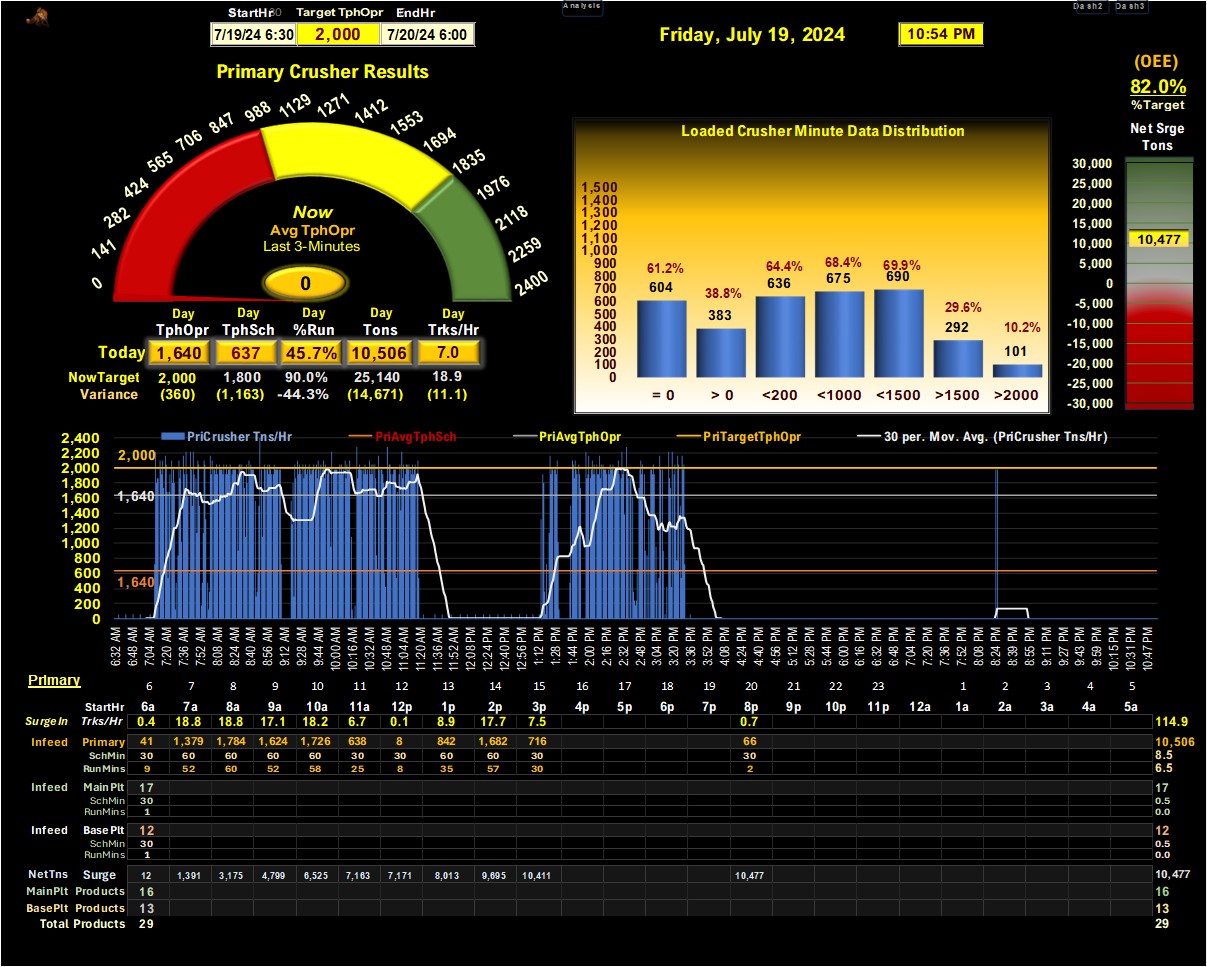 Analysis
Dash2 Dash3
StartHr Target TphOpr EndHr
7/19/24 6:30 2,000 7/20/24 6:00
Friday, July 19, 2024 10:54 PM
(OEE)
82.0%
%Target
Net Srge
Tons
Primary Crusher Results
0 141 282 424 565 706 847 988 1129 1271 1412 1553 1694 1835 1976 2118 2259 2400
Now
Avg TphOpr
Last 3-Minutes
0
Day Day Day Day Day
TphOpr TphSch %Run Tons Trks/Hr
Today 1,640 637 45.7% 10,506 7.0
NowTarget 2,000 1,800 90.0% 25,140 18.9
Variance (360) (1,163) -44.3% (14,671) (11.1)
Loaded Crusher Minute Data Distribution
1,500
1,400
1,300
1,200
1,100
1,000
900
800
700
600
500
400
300
200
100
0
61.2% 38.8% 64.4% 68.4% 69.9% 29.6% 10.2%
604 383 636 675 690 292 101
= 0 > 0 <200 <1000 <1500 >1500 >2000
30,000
25,000
20,000
15,000
10,000
5,000
0
-5,000
-10,000
-15,000
-20,000
-25,000
-30,000
10,477
PriCrusher Tns/Hr PriAvgTphSch PriAvgTphOpr PriTargetTphOpr 30 per. Mov. Avg. (PriCrusher Tns/Hr)
2,400
2,200
2,000
1,800
1,600
1,400
1,200
1,000
800
600
400
200
0
2,000
1,640
1,640
6:32 AM 6:48 AM 7:04 AM 7:20 AM 7:36 AM 7:52 AM 8:08 AM 8:24 AM 8:40 AM 8:56 AM 9:12 AM 9:28 AM 9:44 AM 10:00 AM 10:16 AM 10:32 AM 10:48 AM 11:04 AM 11:20 AM 11:36 AM 11:52 AM 12:08 PM 12:24 PM 12:40 PM 12:56 PM 1:12 PM 1:28 PM 1:44 PM 2:00 PM 2:16 PM 2:32 PM 2:48 PM 3:04 PM 3:20 PM 3:36 PM 3:52 PM 4:08 PM 4:24 PM 4:40 PM 4:56 PM 5:12 PM 5:28 PM 5:44 PM 6:00 PM 6:16 PM 6:32 PM 6:48 PM 7:04 PM 7:20 PM 7:36 PM 7:52 PM 8:08 PM 8:24 PM 8:40 PM 8:55 PM 9:11 PM 9:27 PM 9:43 PM 9:59 PM 10:15 PM 10:31 PM 10:47 PM
Primary
6 7 8 9 10 11 12 13 14 15 16 17 18 19 20 21 22 23 1 2 3 4 5
StartHr 6a 7a 8a 9a 10a 11a 12p 1p 2p 3p 4p 5p 6p 7p 8p 9p 10p 11p 12a 1a 2a 3a 4a 5a
SurgeIn Trks/Hr 0.4 18.8 18.8 17.1 18.2 6.7 0.1 8.9 17.7 7.5 0.7 114.9
Infeed Primary 41 1,379 1,784 1,624 1,726 638 8 842 1,682 716 66 10,506
SchMin 30 60 60 60 60 30 30 60 60 30 30 8.5
RunMins 9 52 60 52 58 25 8 35 57 30 2 6.5
Infeed MainPlt 17 17
SchMin 30 0.5
RunMins 1 0.0
Infeed BasePlt 12 12
SchMin 30 0.5
RunMins 1 0.0
NetTns Surge 12 1,391 3,175 4,799 6,525 7,163 7,171 8,013 9,695 10,411 10,477 10,477
MainPlt Products 16 16
BasePlt Products 13 13
Total Products 29 29